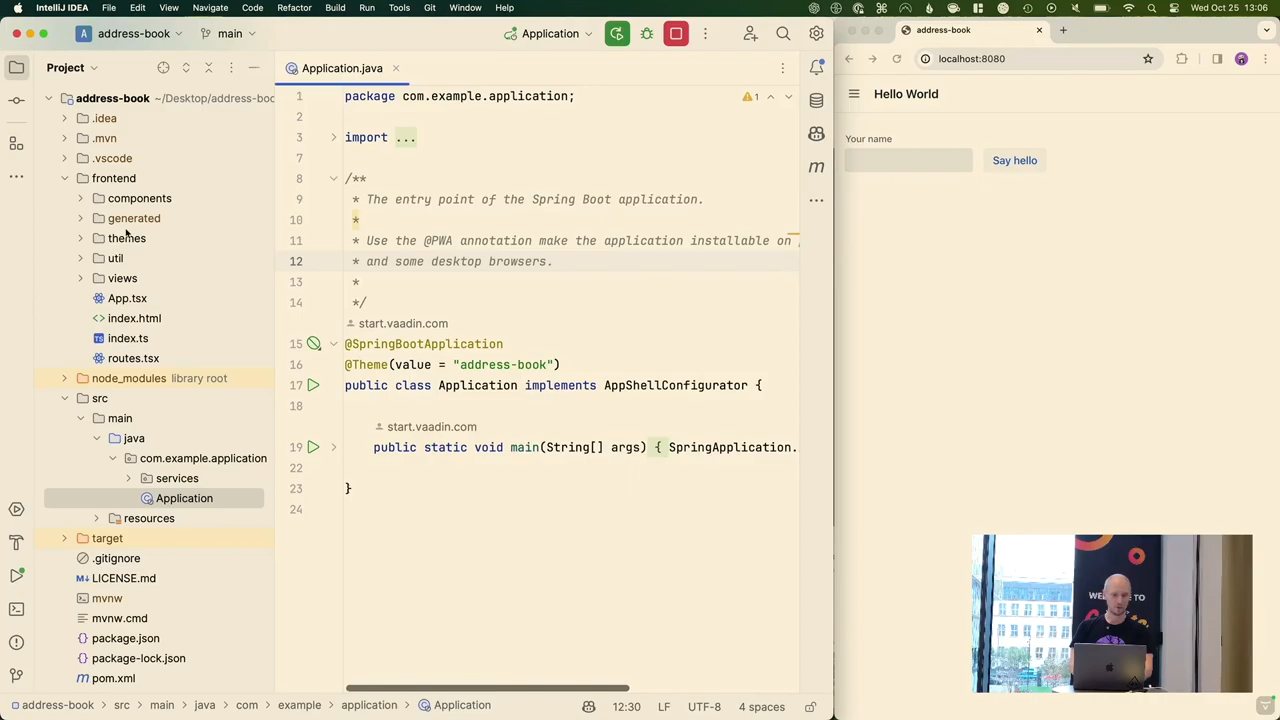 IntelliJ IDEA File Edit View Navigate Code Refactor Build Run Tools Git Window Help
Wed Oct 25 13:06
A address-book
main
Application
Project
address-book ~/Desktop/address-boo
.idea
.mvn
.vscode
frontend
components
generated
themes
util
views
App.tsx
<> index.html
TS index.ts
routes.tsx
node_modules library root
src
main
java
com.example.application
services
Application
resources
target
.gitignore
M↓ LICENSE.md
mvnw
mvnw.cmd
package.json
package-lock.json
m pom.xml
Application.java
1 package com.example.application;
1
2
3 import ...
7
8 /**
9 * The entry point of the Spring Boot application.
10 *
11 * Use the @PWA annotation make the application installable on
12 * and some desktop browsers.
13 *
14 */
start.vaadin.com
15 @SpringBootApplication
16 @Theme(value = "address-book")
17 public class Application implements AppShellConfigurator {
18
start.vaadin.com
19 public static void main(String[] args) { SpringApplication.
22
23 }
24
m
address-book > src > main > java > com > example > application > Application
12:30 LF UTF-8 4 spaces
address-book
localhost:8080
Hello World
Your name
Say hello
WELCOME TO